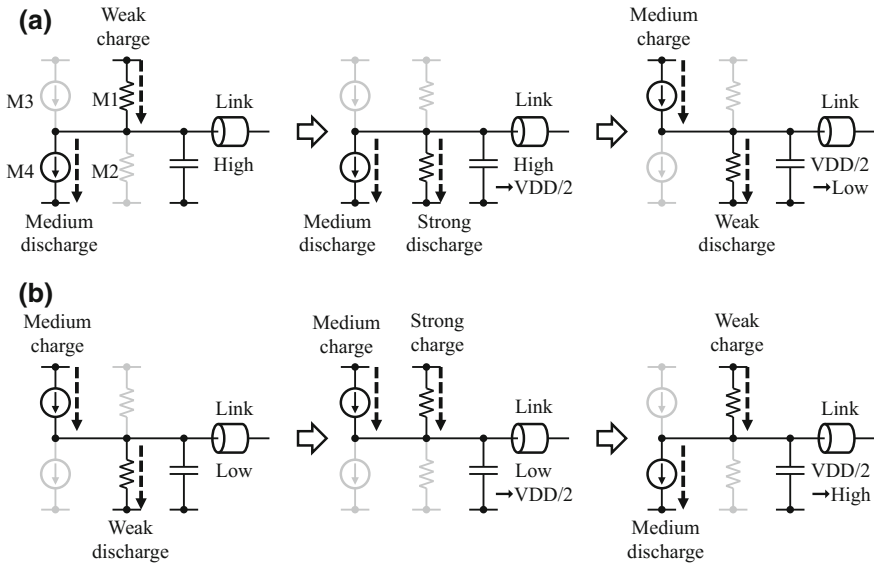 (a)
Weak
charge
M3
M1
Link
M4
M2
High
Medium
discharge
Link
High
→VDD/2
Medium
discharge
Strong
discharge
Medium
charge
Link
VDD/2
→Low
Weak
discharge
(b)
Medium
charge
Link
Low
Weak
discharge
Medium
charge
Strong
charge
Link
Low
→VDD/2
Weak
charge
Link
VDD/2
→High
Medium
discharge